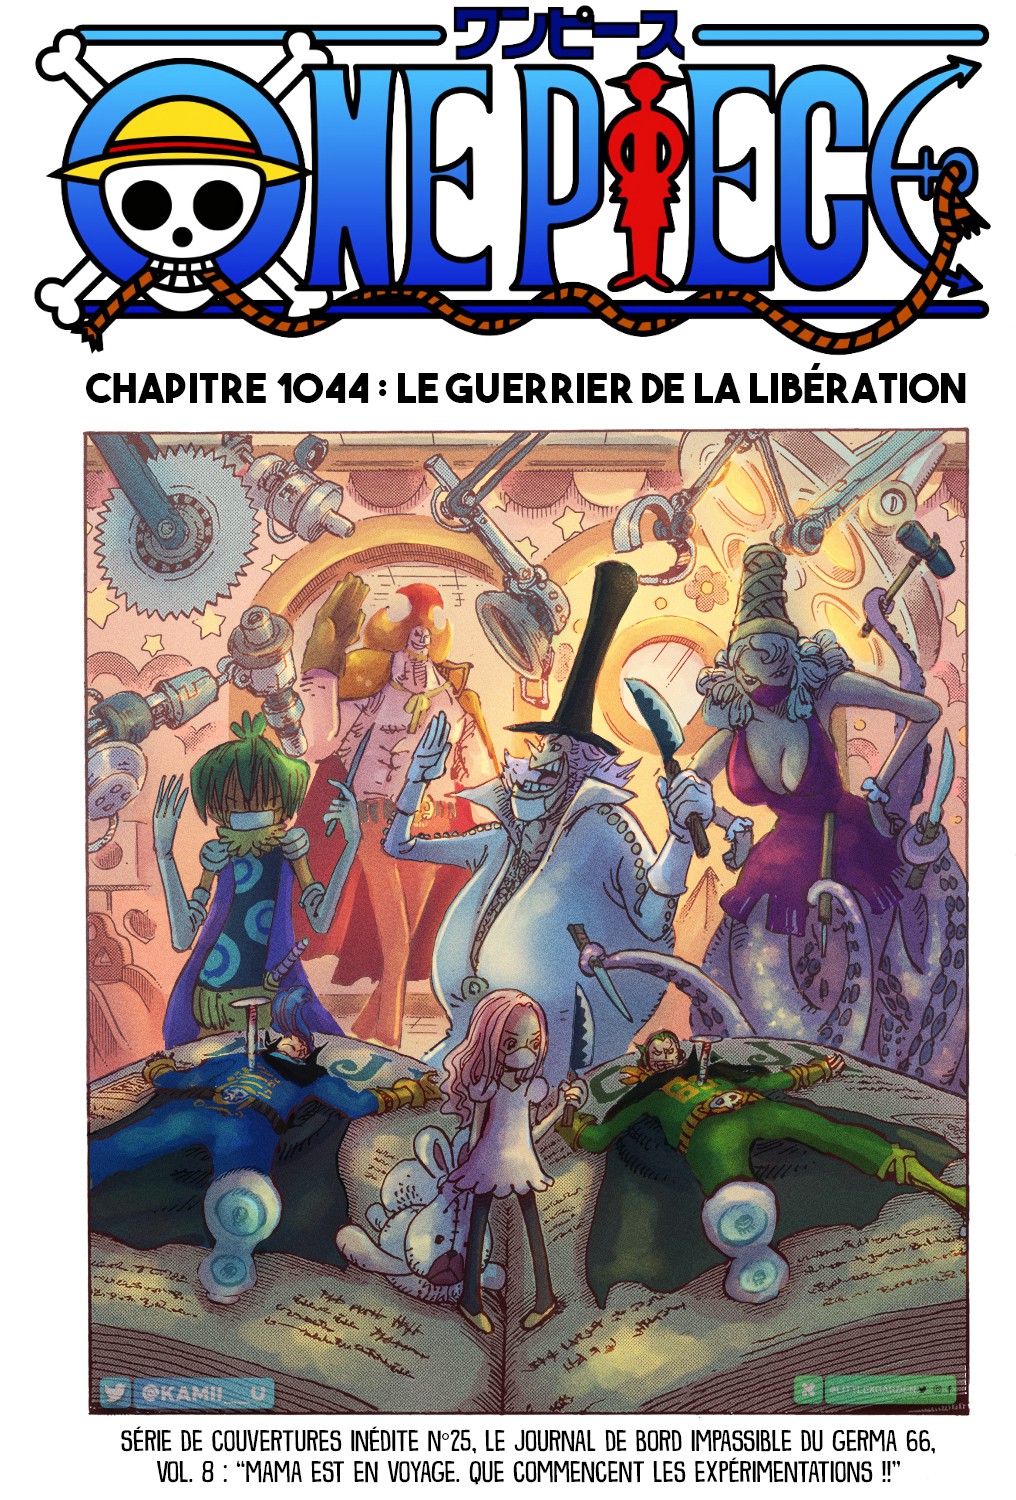 ワンピース
ONE PIECE
CHAPITRE 1044 : LE GUERRIER DE LA LIBÉRATION
@KAMII__U
@LITTLEXGARDEN
SÉRIE DE COUVERTURES INÉDITE N°25, LE JOURNAL DE BORD IMPASSIBLE DU GERMA 66,
VOL. 8 : “MAMA EST EN VOYAGE. QUE COMMENCENT LES EXPÉRIMENTATIONS !!”